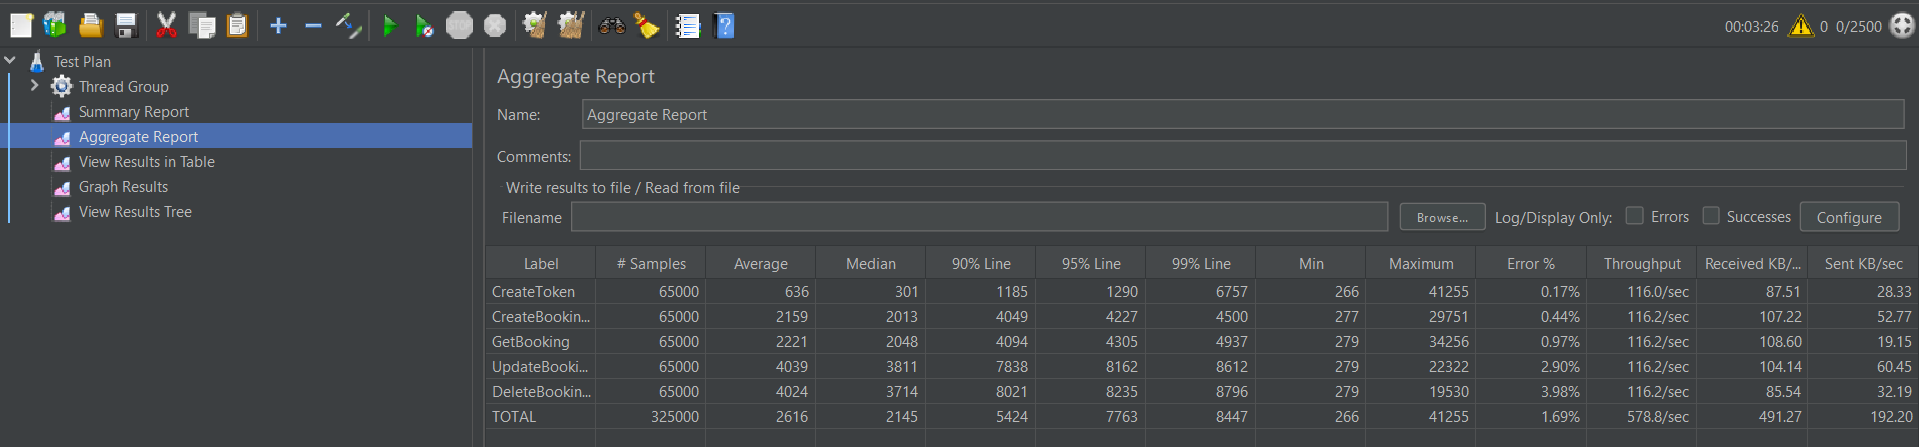 00:03:26 0 0/2500
Test Plan
Thread Group
Summary Report
Aggregate Report
View Results in Table
Graph Results
View Results Tree
Aggregate Report
Name: Aggregate Report
Comments:
Write results to file / Read from file
Filename Browse... Log/Display Only: Errors Successes Configure
Label # Samples Average Median 90% Line 95% Line 99% Line Min Maximum Error % Throughput Received KB/... Sent KB/sec
CreateToken 65000 636 301 1185 1290 6757 266 41255 0.17% 116.0/sec 87.51 28.33
CreateBookin... 65000 2159 2013 4049 4227 4500 277 29751 0.44% 116.2/sec 107.22 52.77
GetBooking 65000 2221 2048 4094 4305 4937 279 34256 0.97% 116.2/sec 108.60 19.15
UpdateBooki... 65000 4039 3811 7838 8162 8612 279 22322 2.90% 116.2/sec 104.14 60.45
DeleteBookin... 65000 4024 3714 8021 8235 8796 279 19530 3.98% 116.2/sec 85.54 32.19
TOTAL 325000 2616 2145 5424 7763 8447 266 41255 1.69% 578.8/sec 491.27 192.20